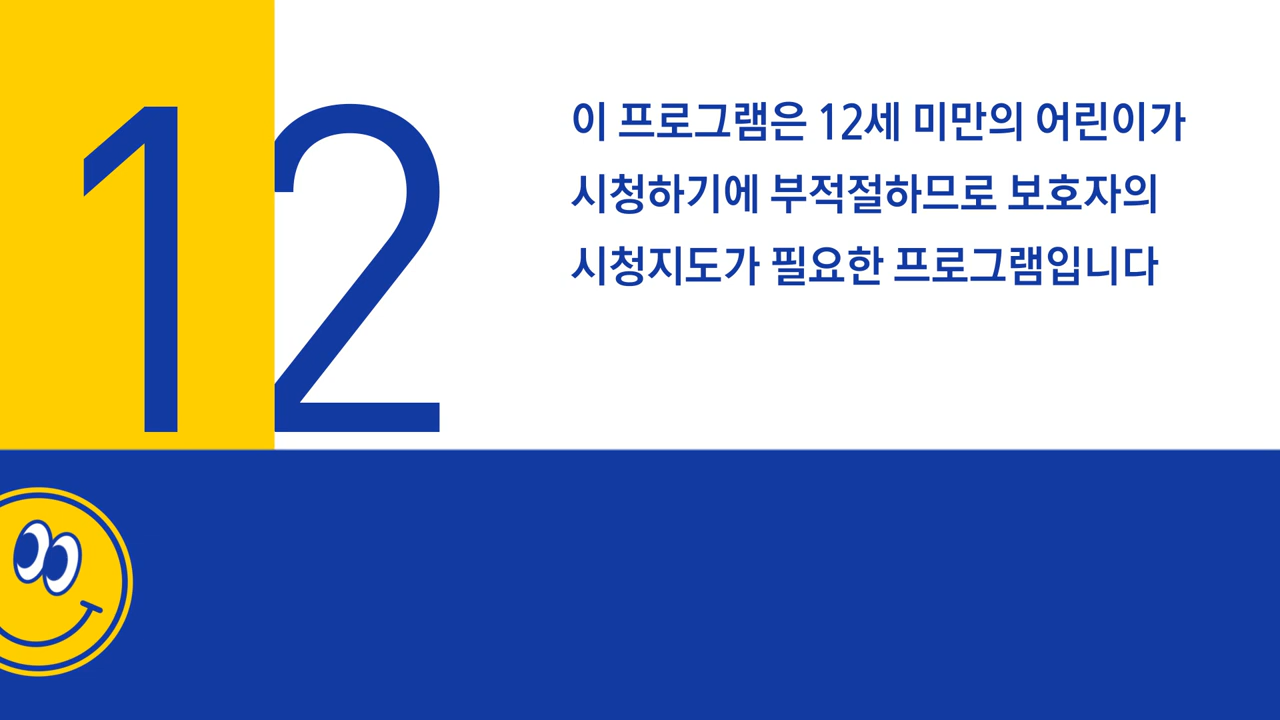 12
이 프로그램은 12세 미만의 어린이가
시청하기에 부적절하므로 보호자의
시청지도가 필요한 프로그램입니다